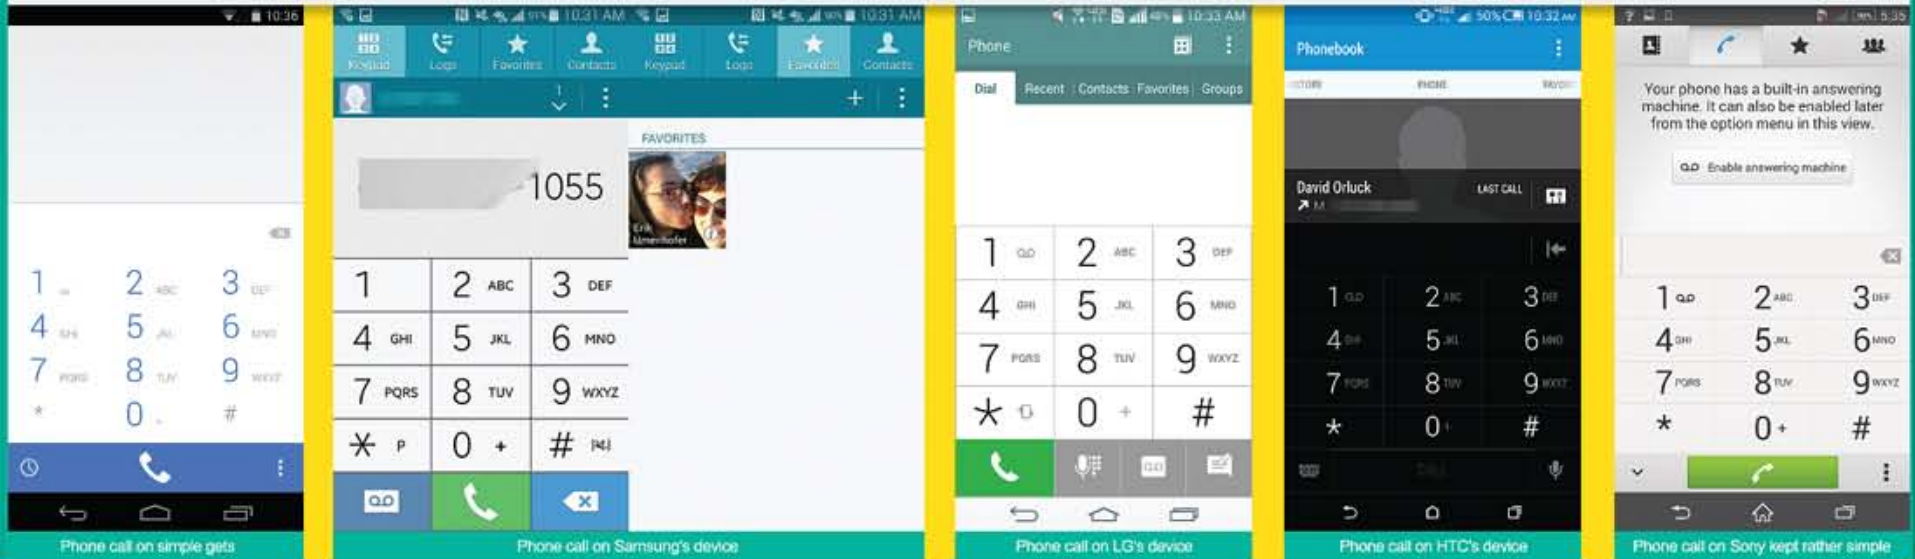 10:36
1
2 ABC
3 DEF
4 GHI
5 JKL
6 MNO
7 PQRS
8 TUV
9 WXYZ
*
0
#
Phone call on simple gets
10:31 AM
10:31 AM
Keypad
Logs
Favorites
Contacts
Keypad
Logs
Favorites
Contacts
1
+
1055
FAVORITES
Erik
Umenhofer
1
2 ABC
3 DEF
4 GHI
5 JKL
6 MNO
7 PQRS
8 TUV
9 WXYZ
* P
0 +
#
Phone call on Samsung's device
10:33 AM
Phone
Dial
Recent
Contacts
Favorites
Groups
1
2 ABC
3 DEF
4 GHI
5 JKL
6 MNO
7 PQRS
8 TUV
9 WXYZ
*
0 +
#
Phone call on LG's device
50% 10:32 AM
Phonebook
PHONE
David Orluck
LAST CALL
M
1
2 ABC
3 DEF
4 GHI
5 JKL
6 MNO
7 PQRS
8 TUV
9 WXYZ
*
0 +
#
Phone call on HTC's device
5:35
Your phone has a built-in answering
machine. It can also be enabled later
from the option menu in this view.
Enable answering machine
1
2 ABC
3 DEF
4 GHI
5 JKL
6 MNO
7 PQRS
8 TUV
9 WXYZ
*
0 +
#
Phone call on Sony kept rather simple